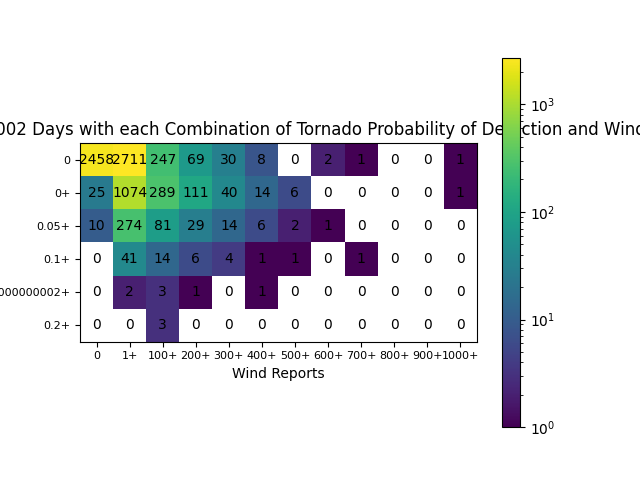 002 Days with each Combination of Tornado Probability of Detection and Wind
0 2458 2711 247 69 30 8 0 2 1 0 0 1
0+ 25 1074 289 111 40 14 6 0 0 0 0 1
0.05+ 10 274 81 29 14 6 2 1 0 0 0 0
0.1+ 0 41 14 6 4 1 1 0 1 0 0 0
000000002+ 0 2 3 1 0 1 0 0 0 0 0 0
0.2+ 0 0 3 0 0 0 0 0 0 0 0 0
0 1+ 100+ 200+ 300+ 400+ 500+ 600+ 700+ 800+ 900+ 1000+
Wind Reports
10³
10²
10¹
10⁰